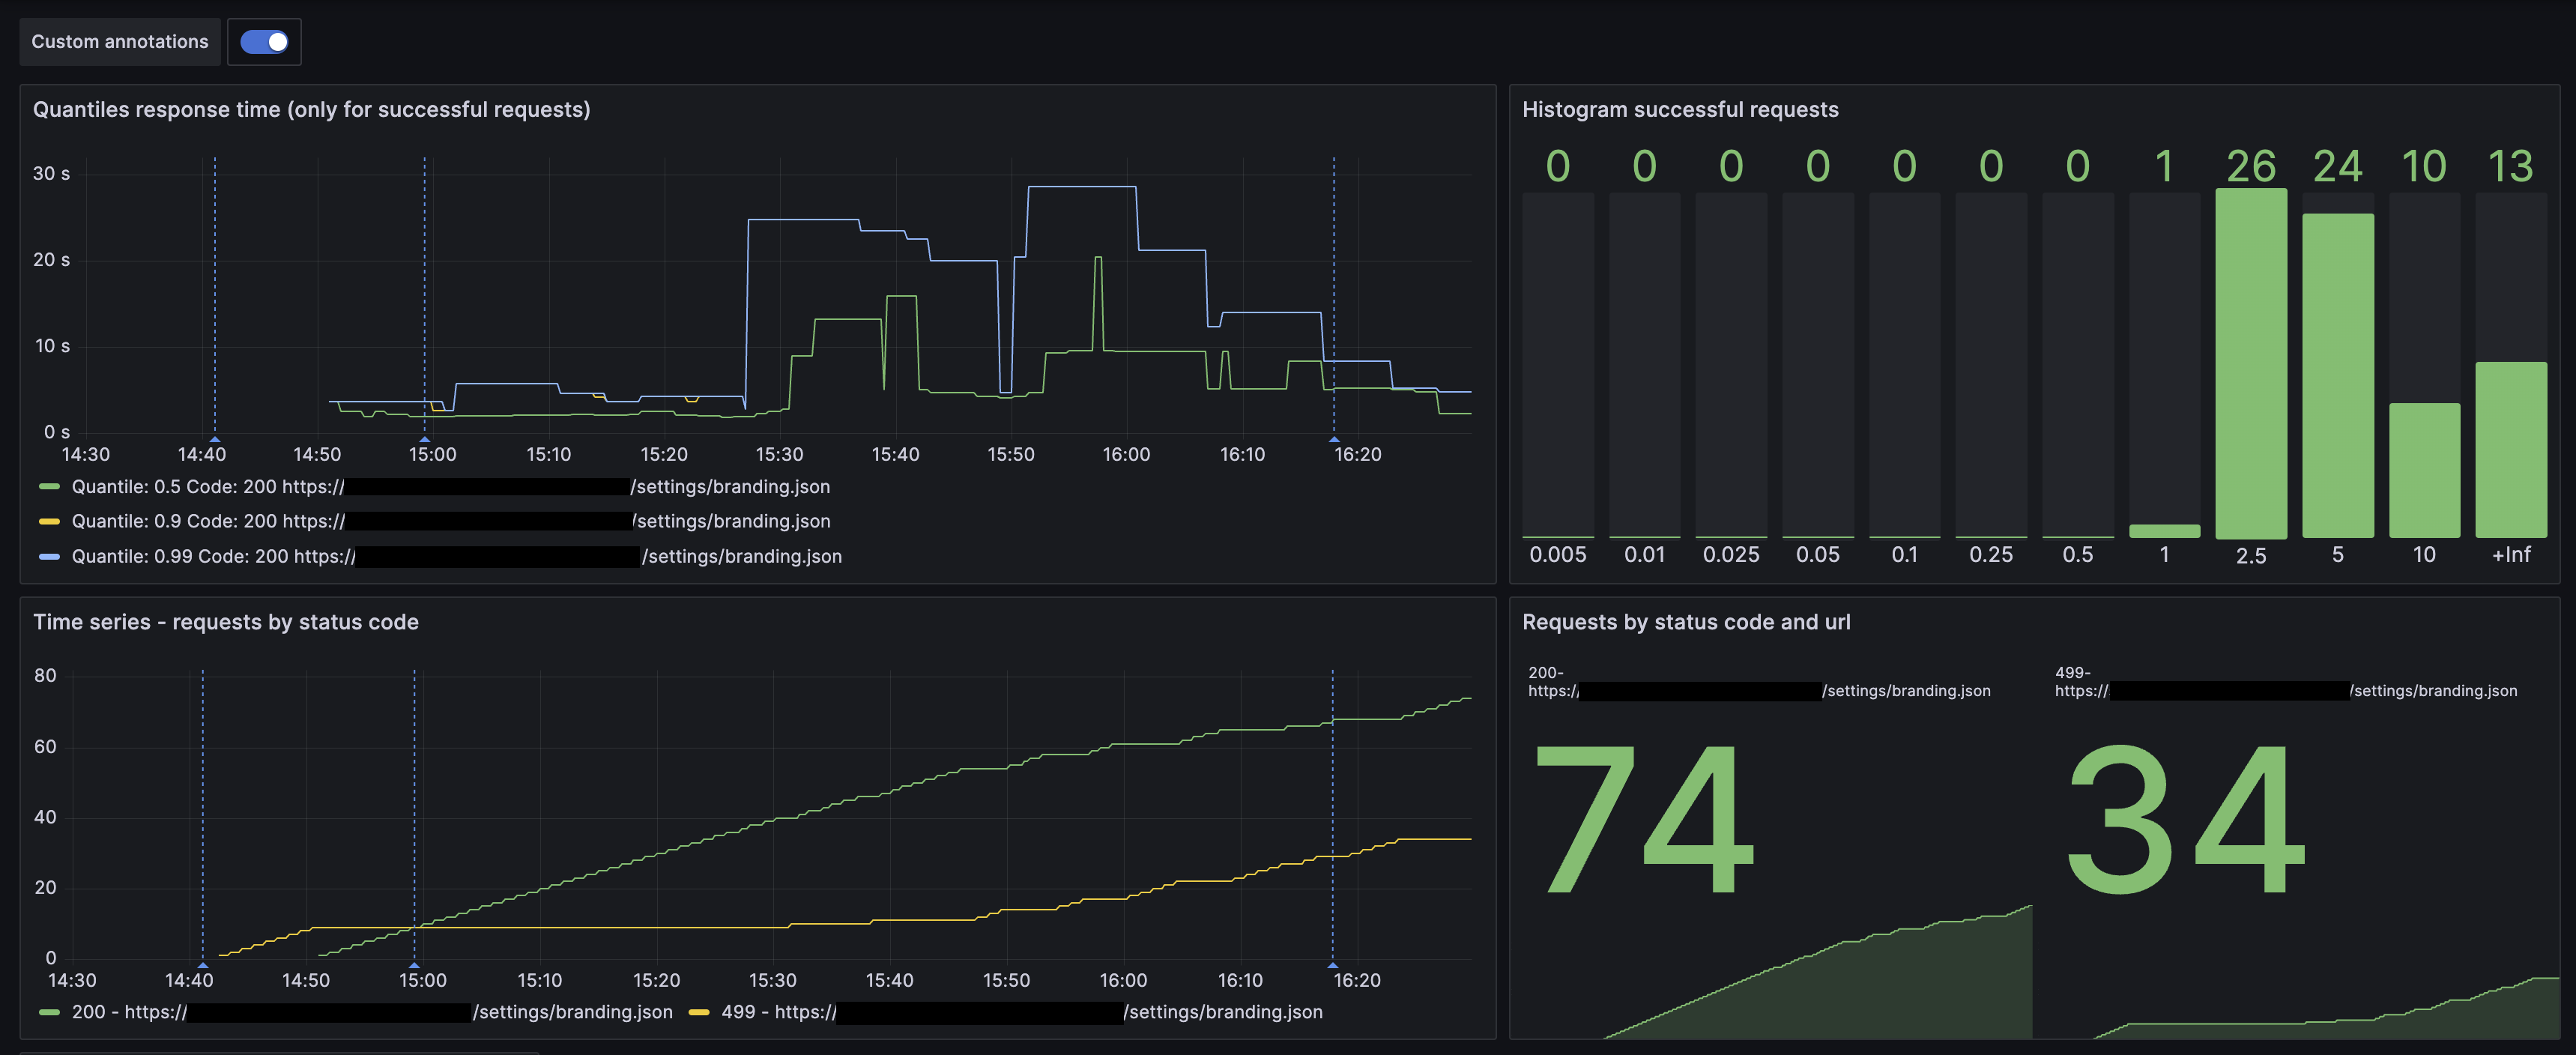 Custom annotations
Quantiles response time (only for successful requests)
30 s
20 s
10 s
0 s
14:30 14:40 14:50 15:00 15:10 15:20 15:30 15:40 15:50 16:00 16:10 16:20
Quantile: 0.5 Code: 200 https:// /settings/branding.json
Quantile: 0.9 Code: 200 https:// /settings/branding.json
Quantile: 0.99 Code: 200 https:// /settings/branding.json
Histogram successful requests
0 0 0 0 0 0 0 1 26 24 10 13
0.005 0.01 0.025 0.05 0.1 0.25 0.5 1 2.5 5 10 +Inf
Time series - requests by status code
80
60
40
20
0
14:30 14:40 14:50 15:00 15:10 15:20 15:30 15:40 15:50 16:00 16:10 16:20
200 - https:// /settings/branding.json 499 - https:// /settings/branding.json
Requests by status code and url
200-
https:// /settings/branding.json
74
499-
https:// /settings/branding.json
34